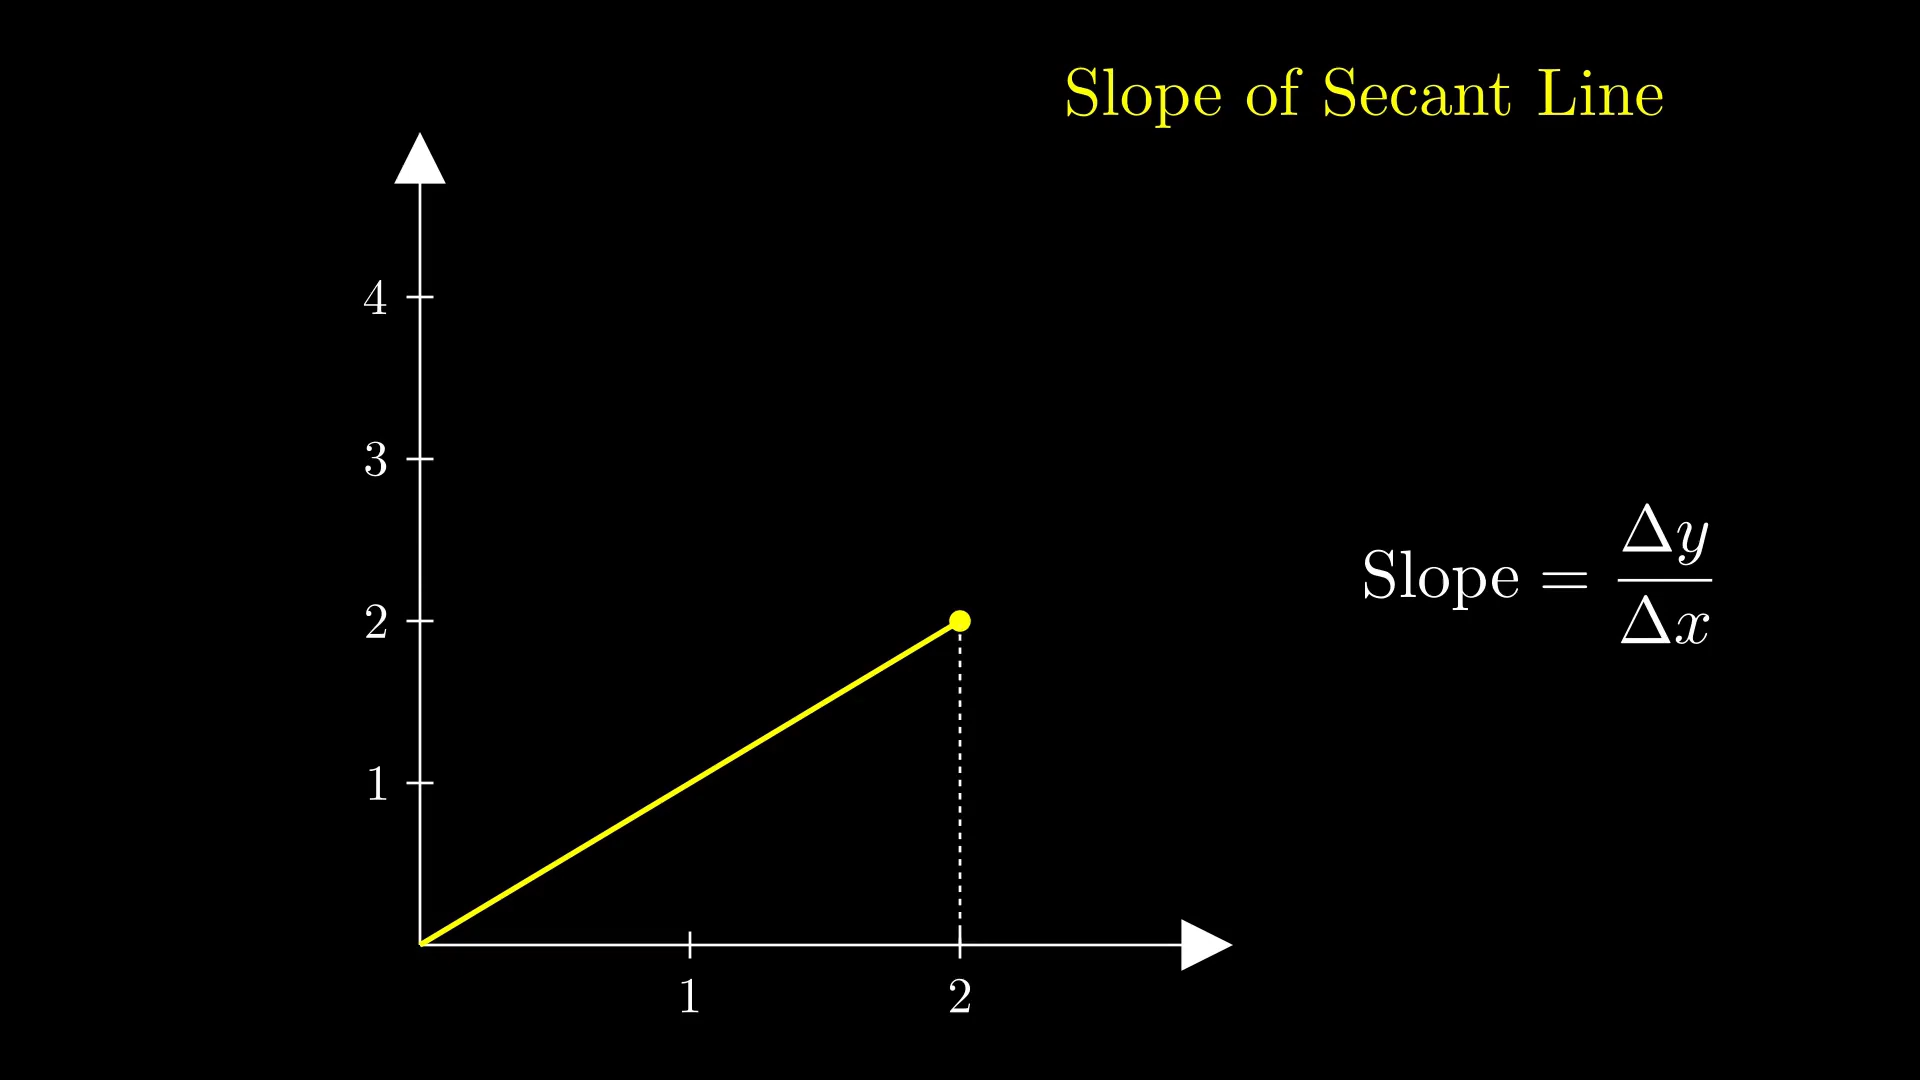 Slope of Secant Line
4
3
2
1
1 2
Slope = Δy/Δx